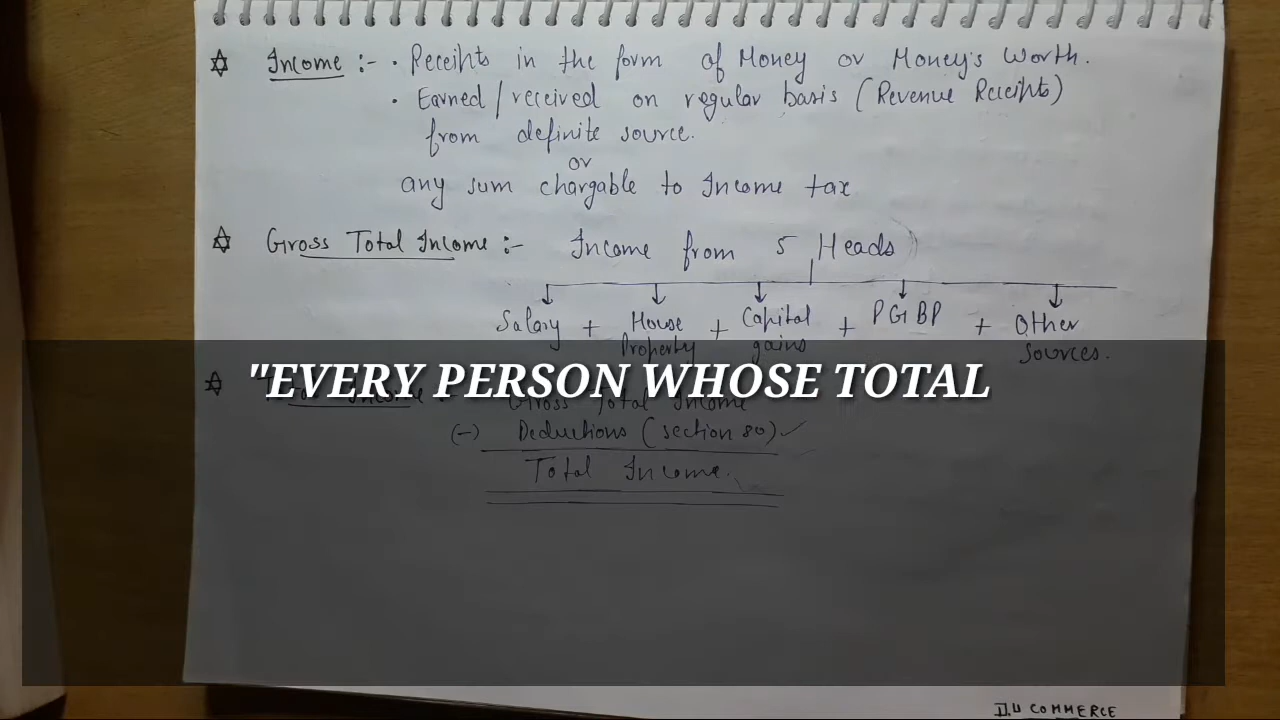 Income :- . Receipts in the form of Money or Money's Worth.
. Earned/received on regular basis (Revenue Receipts)
from definite source.
or
any sum chargable to Income tax
Gross Total Income :- Income from 5 Heads
Salary + House Property + Capital gains + PGBP + Other sources.
"EVERY PERSON WHOSE TOTAL
Total Income :- Gross Total Income
(-) Deductions (section 80)
Total Income.
DU COMMERCE